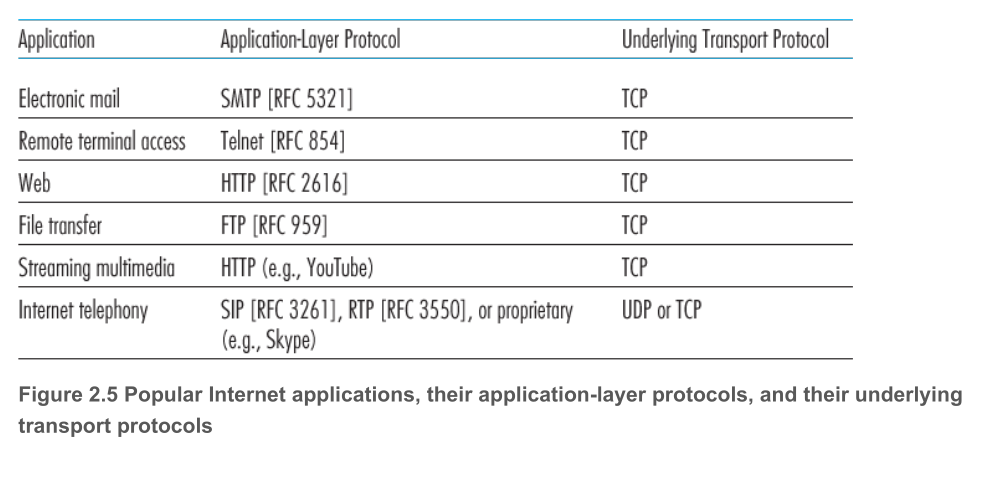 Application Application-Layer Protocol Underlying Transport Protocol
Electronic mail SMTP [RFC 5321] TCP
Remote terminal access Telnet [RFC 854] TCP
Web HTTP [RFC 2616] TCP
File transfer FTP [RFC 959] TCP
Streaming multimedia HTTP (e.g., YouTube) TCP
Internet telephony SIP [RFC 3261], RTP [RFC 3550], or proprietary UDP or TCP
(e.g., Skype)
Figure 2.5 Popular Internet applications, their application-layer protocols, and their underlying
transport protocols